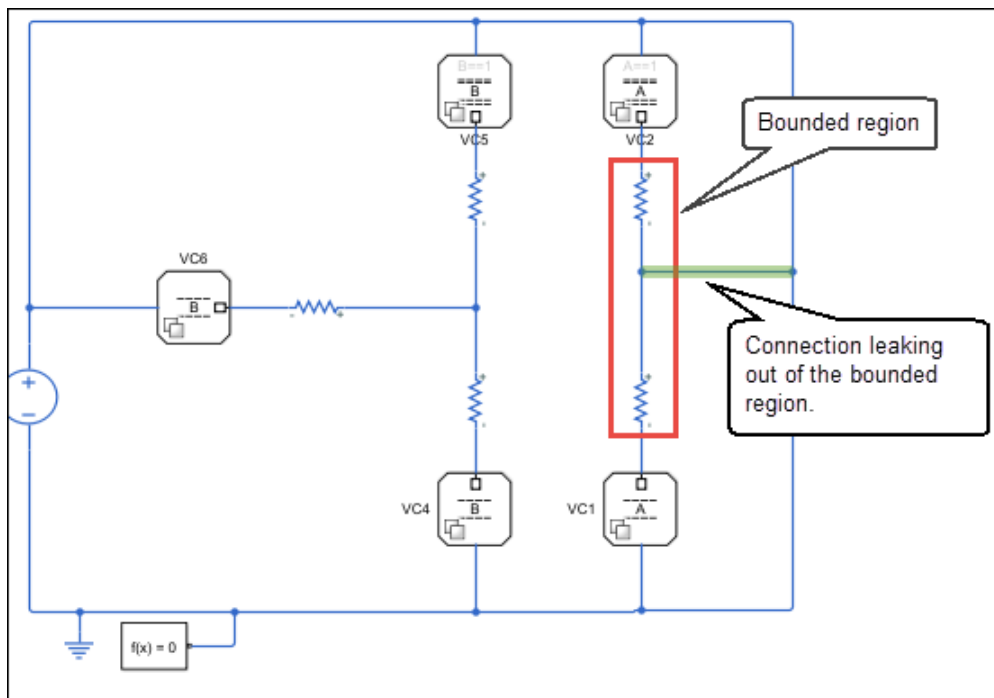 B==1
A==1
B
A
VC5
VC2
Bounded region
+
+
-
-
VC6
B
-
+
+
-
Connection leaking
out of the bounded
region.
+
+
-
-
VC4
B
VC1
A
f(x) = 0